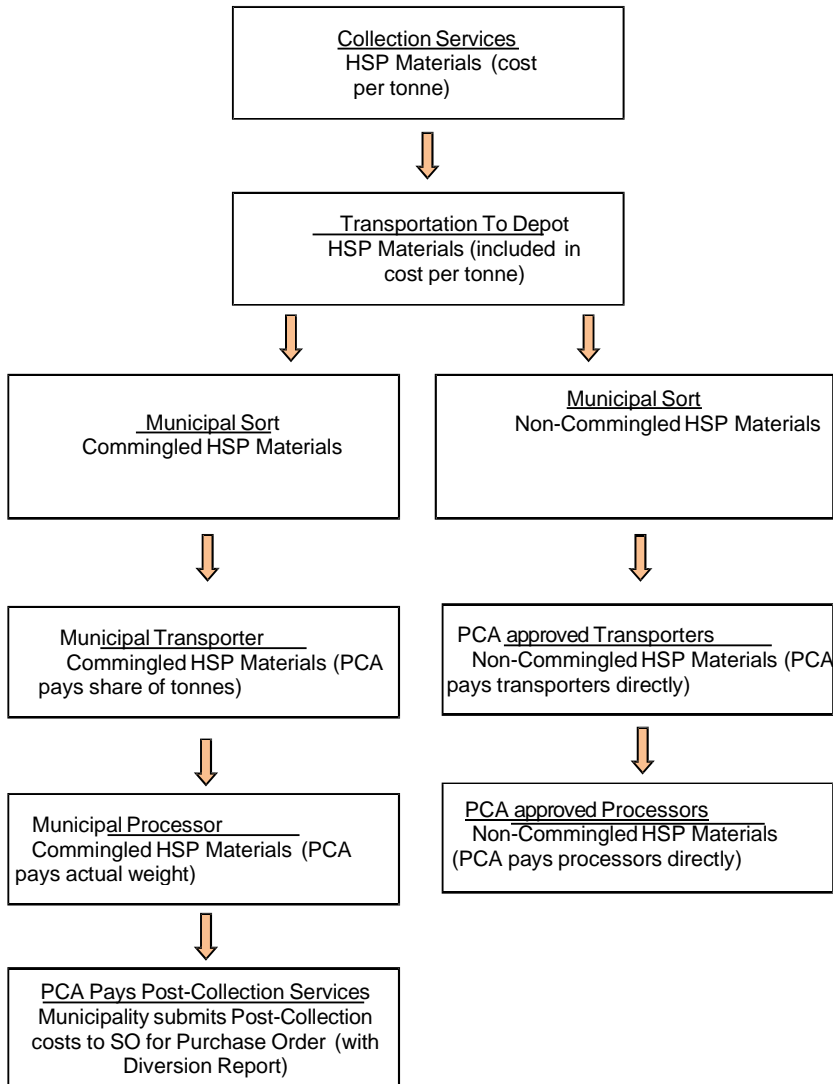 Collection Services
HSP Materials (cost
per tonne)
Transportation To Depot
HSP Materials (included in
cost per tonne)
Municipal Sort
Commingled HSP Materials
Municipal Sort
Non-Commingled HSP Materials
Municipal Transporter
Commingled HSP Materials (PCA
pays share of tonnes)
PCA approved Transporters
Non-Commingled HSP Materials (PCA
pays transporters directly)
Municipal Processor
Commingled HSP Materials (PCA
pays actual weight)
PCA approved Processors
Non-Commingled HSP Materials
(PCA pays processors directly)
PCA Pays Post-Collection Services
Municipality submits Post-Collection
costs to SO for Purchase Order (with
Diversion Report)